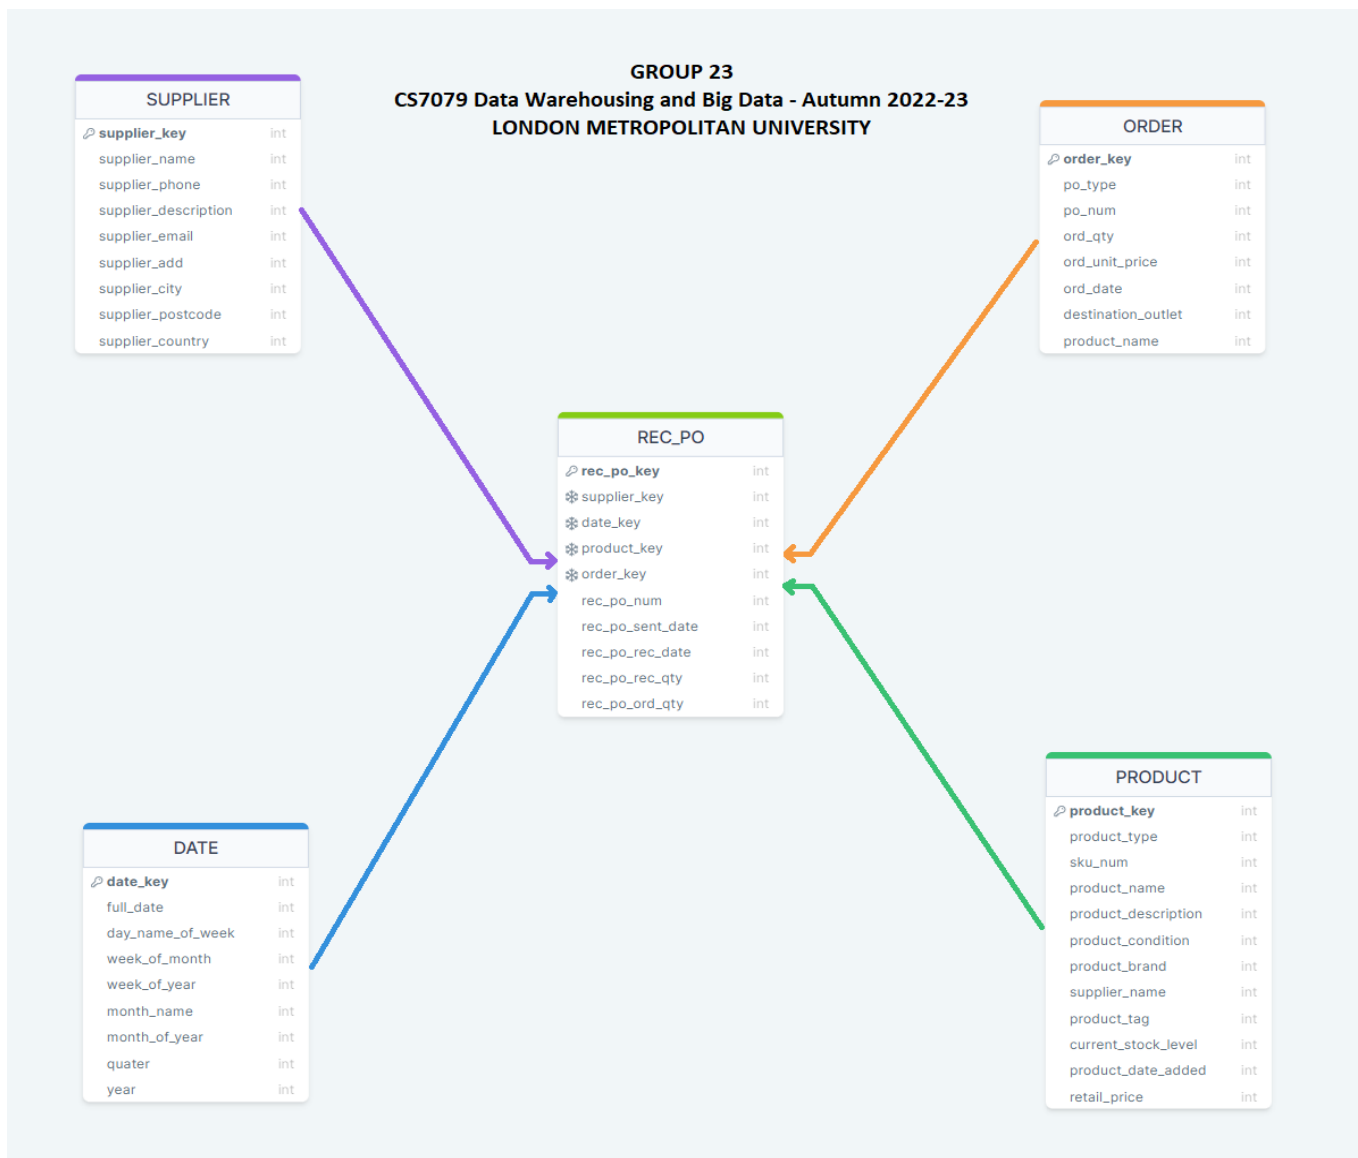 GROUP 23
CS7079 Data Warehousing and Big Data - Autumn 2022-23
LONDON METROPOLITAN UNIVERSITY
SUPPLIER
supplier_key int
supplier_name int
supplier_phone int
supplier_description int
supplier_email int
supplier_add int
supplier_city int
supplier_postcode int
supplier_country int
ORDER
order_key int
po_type int
po_num int
ord_qty int
ord_unit_price int
ord_date int
destination_outlet int
product_name int
REC_PO
rec_po_key int
supplier_key int
date_key int
product_key int
order_key int
rec_po_num int
rec_po_sent_date int
rec_po_rec_date int
rec_po_rec_qty int
rec_po_ord_qty int
DATE
date_key int
full_date int
day_name_of_week int
week_of_month int
week_of_year int
month_name int
month_of_year int
quater int
year int
PRODUCT
product_key int
product_type int
sku_num int
product_name int
product_description int
product_condition int
product_brand int
supplier_name int
product_tag int
current_stock_level int
product_date_added int
retail_price int